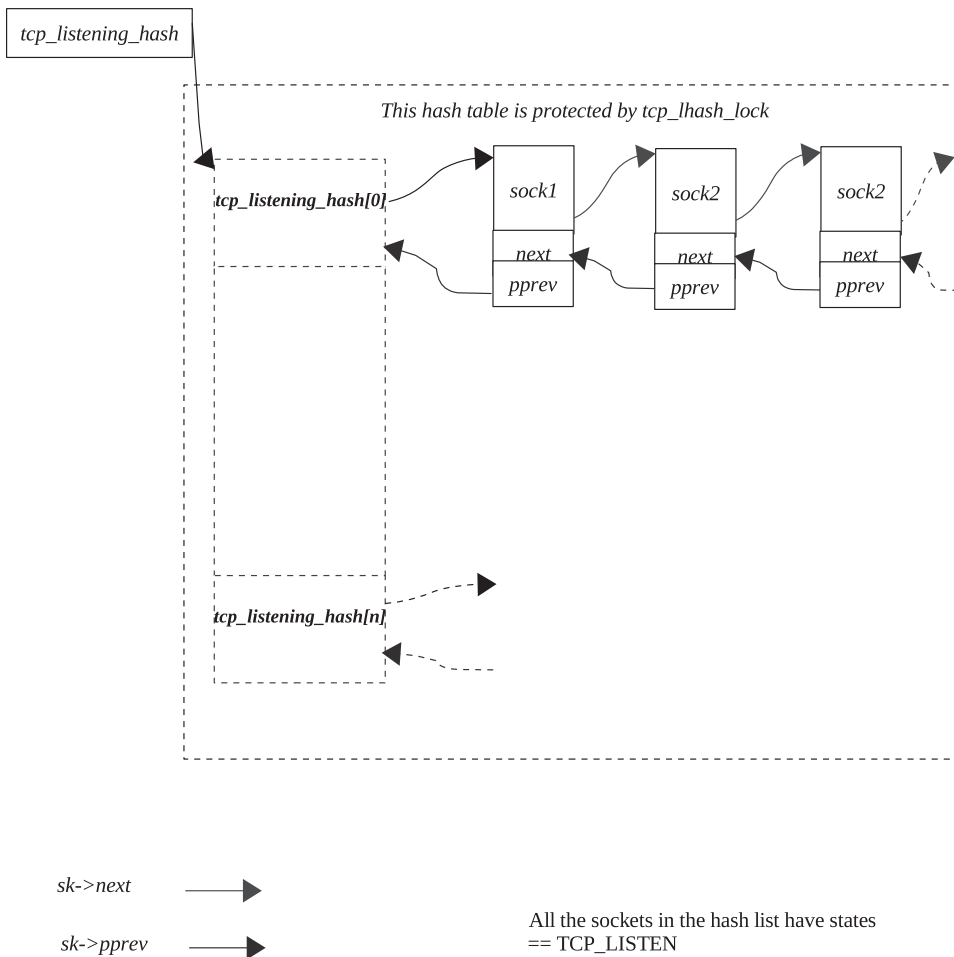 tcp_listening_hash
This hash table is protected by tcp_lhash_lock
tcp_listening_hash[0]
sock1
sock2
sock2
next
next
next
pprev
pprev
pprev
tcp_listening_hash[n]
sk->next
sk->pprev
All the sockets in the hash list have states
== TCP_LISTEN